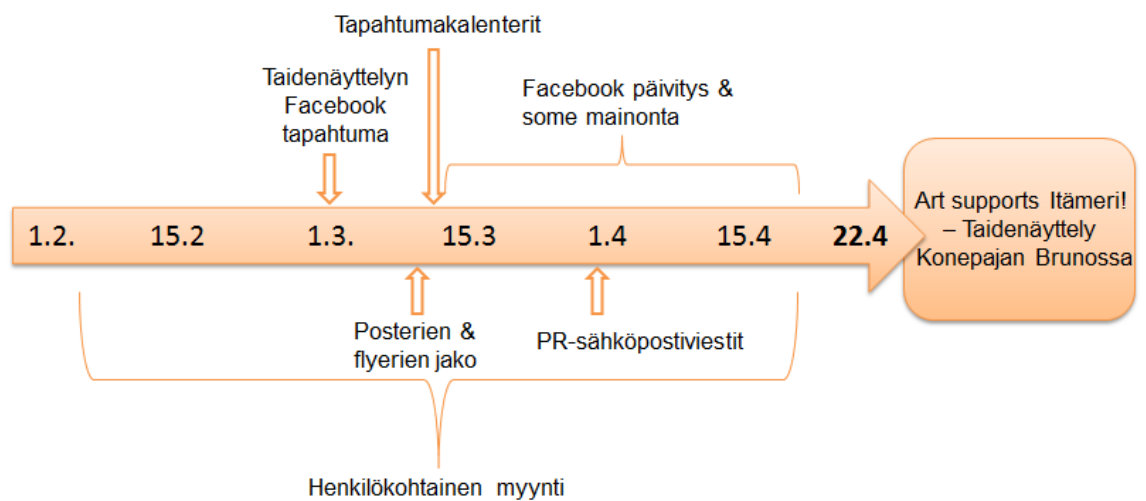 Tapahtumakalenterit
Taidenäyttelyn
Facebook
tapahtuma
Facebook päivitys &
some mainonta
1.2.
15.2
1.3.
15.3
1.4
15.4
22.4
Art supports Itämeri!
– Taidenäyttely
Konepajan Brunossa
Posterien &
flyerien jako
PR-sähköpostiviestit
Henkilökohtainen myynti